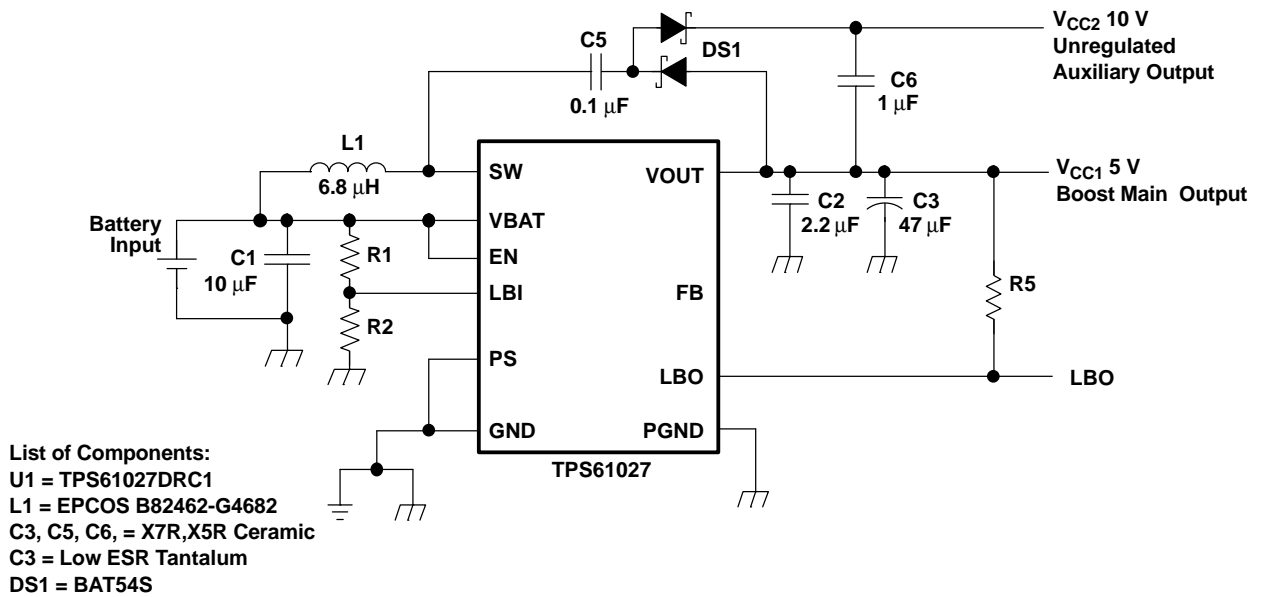 V_CC2 10 V
Unregulated
Auxiliary Output
C5
0.1 μF
DS1
C6
1 μF
L1
6.8 μH
SW
VOUT
V_CC1 5 V
Boost Main Output
Battery
Input
C1
10 μF
VBAT
R1
EN
LBI
R2
C2
2.2 μF
C3
47 μF
FB
R5
PS
LBO
LBO
GND
PGND
TPS61027
List of Components:
U1 = TPS61027DRC1
L1 = EPCOS B82462-G4682
C3, C5, C6, = X7R,X5R Ceramic
C3 = Low ESR Tantalum
DS1 = BAT54S